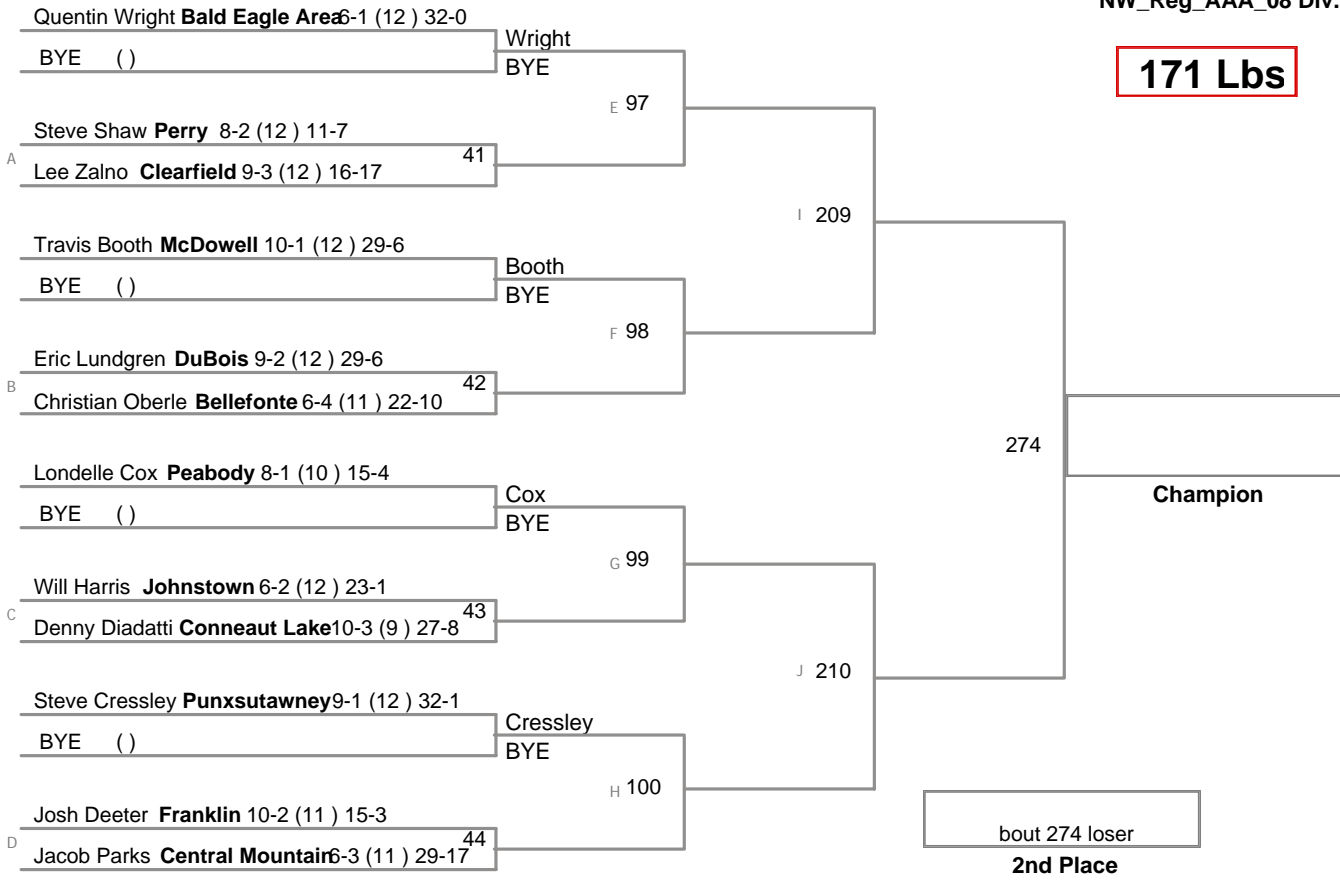 NW_Reg_AAA_08 Div.
171 Lbs
Quentin Wright Bald Eagle Area 6-1 (12 ) 32-0
BYE ( )
Wright
BYE
E 97
Steve Shaw Perry 8-2 (12 ) 11-7
A
41
Lee Zalno Clearfield 9-3 (12 ) 16-17
I 209
Travis Booth McDowell 10-1 (12 ) 29-6
BYE ( )
Booth
BYE
F 98
Eric Lundgren DuBois 9-2 (12 ) 29-6
B
42
Christian Oberle Bellefonte 6-4 (11 ) 22-10
274
Champion
Londelle Cox Peabody 8-1 (10 ) 15-4
BYE ( )
Cox
BYE
G 99
Will Harris Johnstown 6-2 (12 ) 23-1
C
43
Denny Diadatti Conneaut Lake 10-3 (9 ) 27-8
J 210
Steve Cressley Punxsutawney 9-1 (12 ) 32-1
BYE ( )
Cressley
BYE
H 100
Josh Deeter Franklin 10-2 (11 ) 15-3
D
44
Jacob Parks Central Mountain 6-3 (11 ) 29-17
bout 274 loser
2nd Place